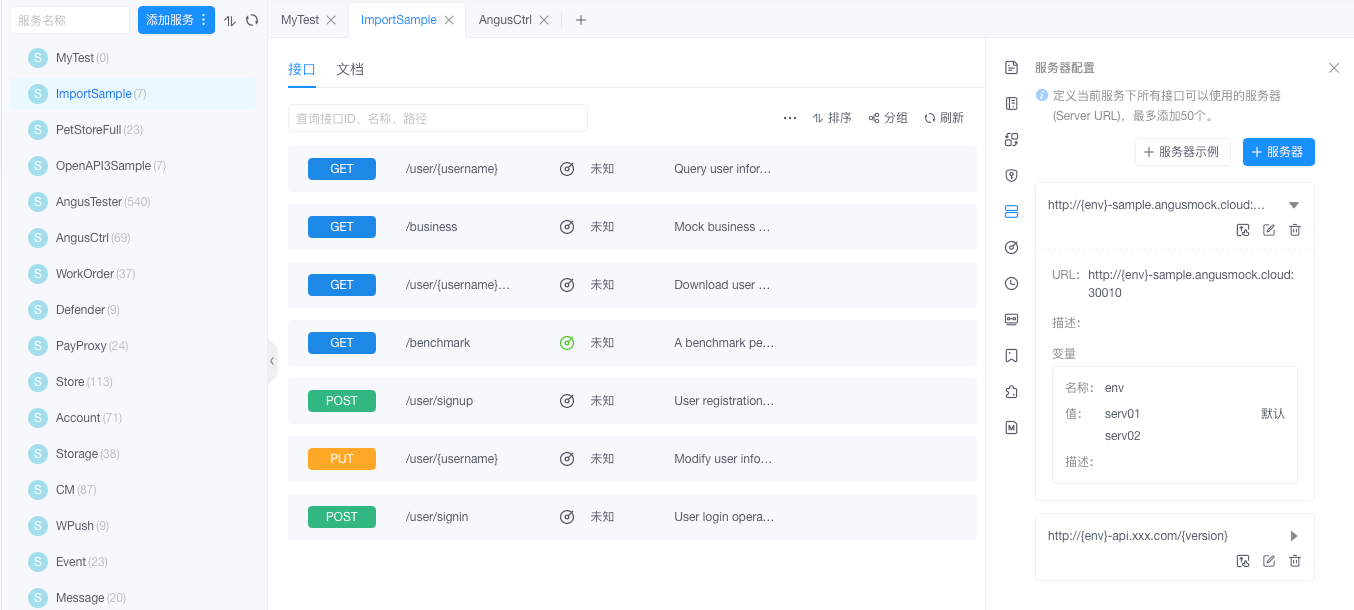 服务名称
添加服务
S MyTest(0)
S ImportSample(7)
S PetStoreFull(23)
S OpenAPI3Sample(7)
S AngusTester(540)
S AngusCtrl(69)
S WorkOrder(37)
S Defender(9)
S PayProxy(24)
S Store(113)
S Account(71)
S Storage(38)
S CM(87)
S WPush(9)
S Event(23)
S Message(20)
MyTest ImportSample AngusCtrl
接口 文档
查询接口ID、名称、路径
排序 分组 刷新
GET /user/{username} 未知 Query user infor…
GET /business 未知 Mock business …
GET /user/{username}… 未知 Download user …
GET /benchmark 未知 A benchmark pe…
POST /user/signup 未知 User registration…
PUT /user/{username} 未知 Modify user info…
POST /user/signin 未知 User login opera…
M
服务器配置
定义当前服务下所有接口可以使用的服务器
(Server URL)，最多添加50个。
服务器示例 服务器
http://{env}-sample.angusmock.cloud:…
URL： http://{env}-sample.angusmock.cloud:
30010
描述：
变量
名称： env
值： serv01 默认
serv02
描述：
http://{env}-api.xxx.com/{version}